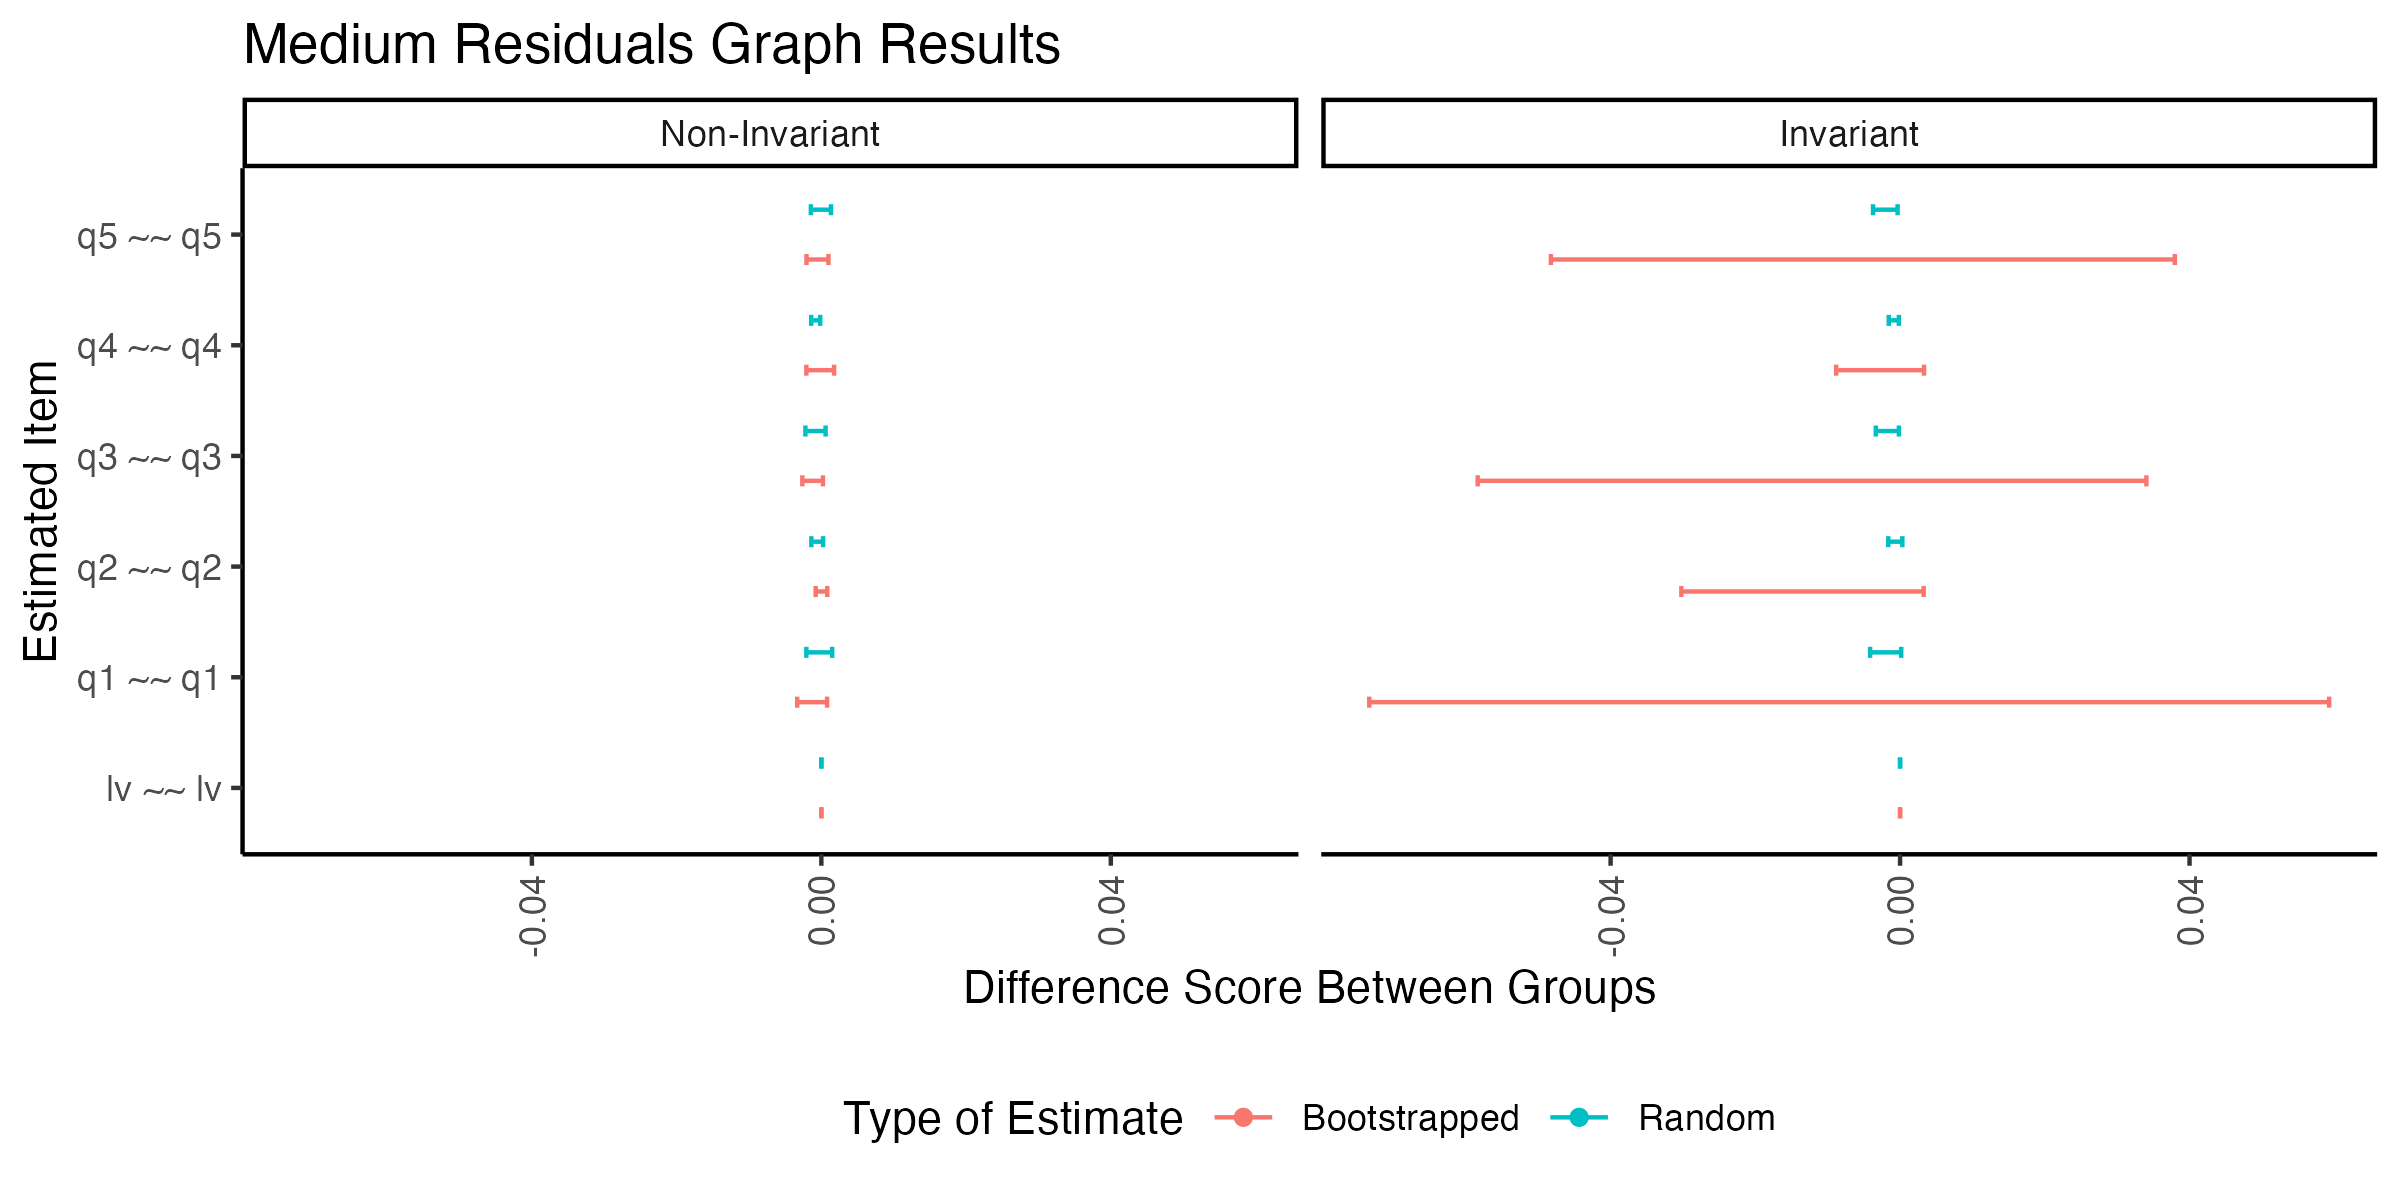 Medium Residuals Graph Results
Non-Invariant
Invariant
Estimated Item
q5 ~~ q5
q4 ~~ q4
q3 ~~ q3
q2 ~~ q2
q1 ~~ q1
lv ~~ lv
-0.04
0.00
0.04
-0.04
0.00
0.04
Difference Score Between Groups
Type of Estimate Bootstrapped Random